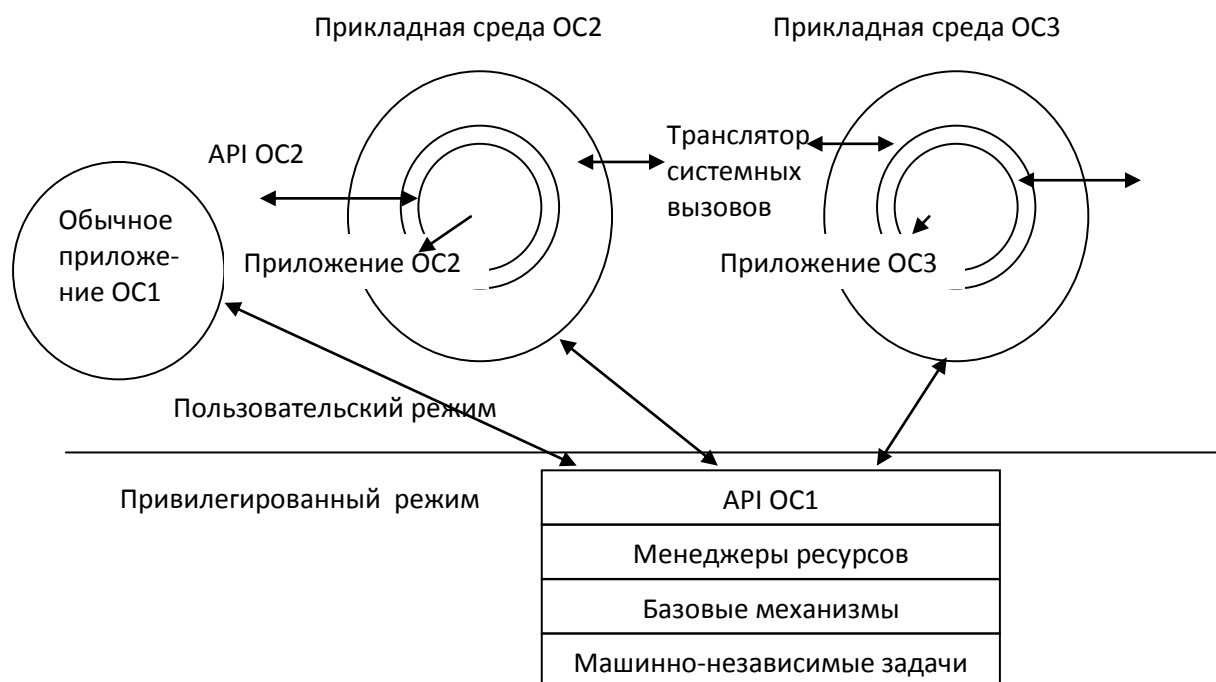 Прикладная среда ОС2
Прикладная среда ОС3
API ОС2
Транслятор
системных
вызовов
Обычное
приложе-
ние ОС1
Приложение ОС2
Приложение ОС3
Пользовательский режим
Привилегированный режим
API ОС1
Менеджеры ресурсов
Базовые механизмы
Машинно-независимые задачи